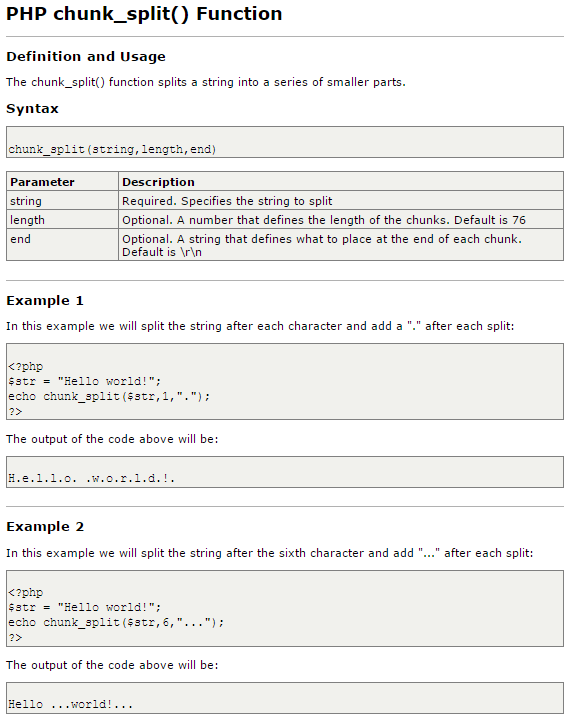 PHP chunk_split() Function
Definition and Usage
The chunk_split() function splits a string into a series of smaller parts.
Syntax
chunk_split(string,length,end)
Parameter Description
string Required. Specifies the string to split
length Optional. A number that defines the length of the chunks. Default is 76
end Optional. A string that defines what to place at the end of each chunk.
Default is \r\n
Example 1
In this example we will split the string after each character and add a "." after each split:
<?php
$str = "Hello world!";
echo chunk_split($str,1,".");
?>
The output of the code above will be:
H.e.l.l.o. .w.o.r.l.d.!.
Example 2
In this example we will split the string after the sixth character and add "..." after each split:
<?php
$str = "Hello world!";
echo chunk_split($str,6,"...");
?>
The output of the code above will be:
Hello ...world!...